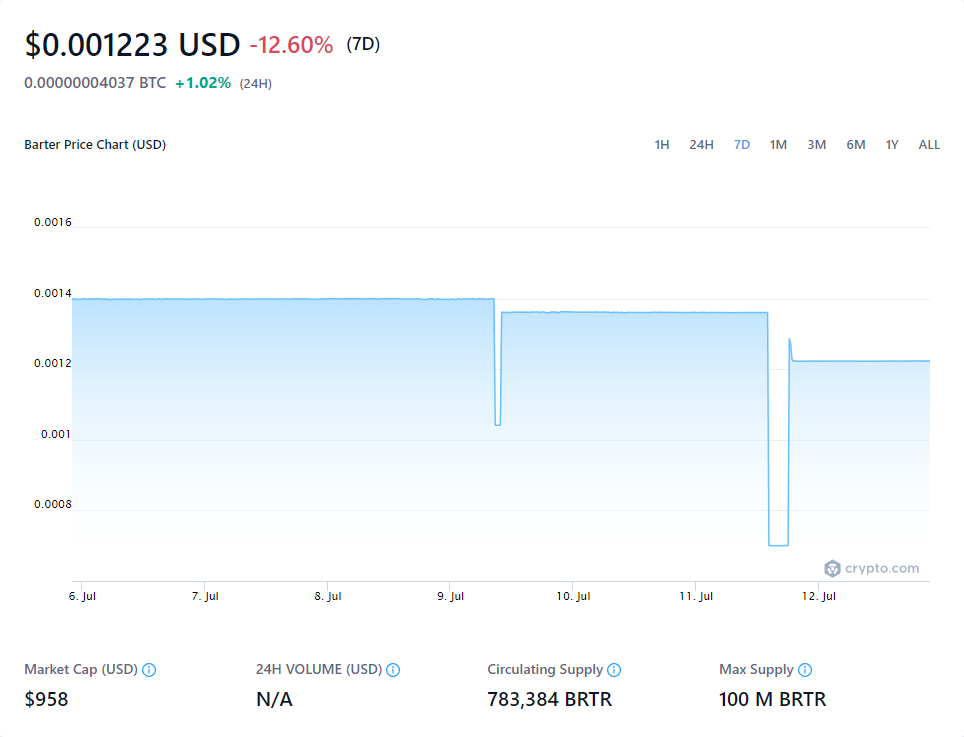 $0.001223 USD -12.60% (7D)
0.00000004037 BTC +1.02% (24H)
Barter Price Chart (USD) 1H 24H 7D 1M 3M 6M 1Y ALL
0.0016
0.0014
0.0012
0.001
0.0008
crypto.com
6. Jul 7. Jul 8. Jul 9. Jul 10. Jul 11. Jul 12. Jul
Market Cap (USD) 24H VOLUME (USD) Circulating Supply Max Supply
$958 N/A 783,384 BRTR 100 M BRTR